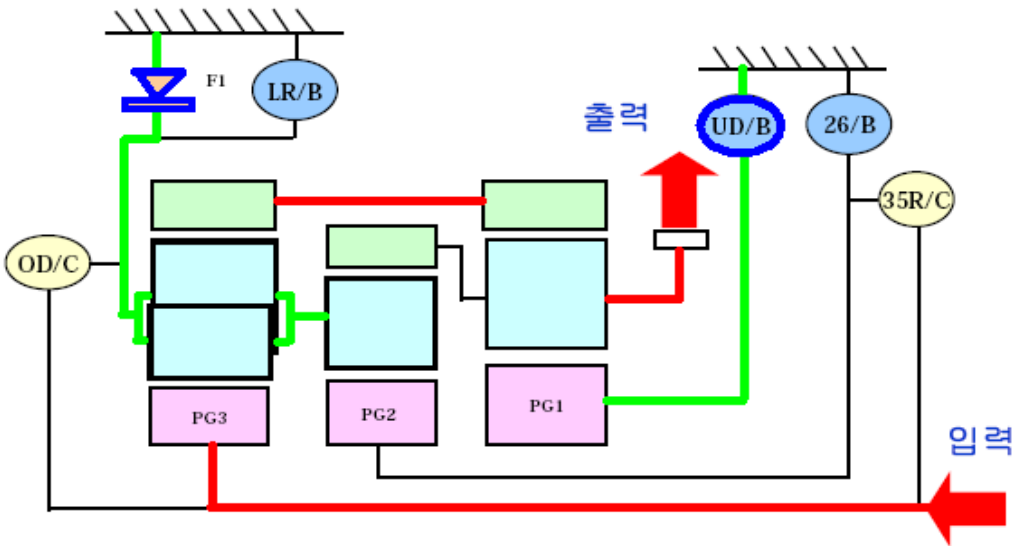 F1
LR/B
출력
UD/B
26/B
35R/C
OD/C
PG3
PG2
PG1
입력